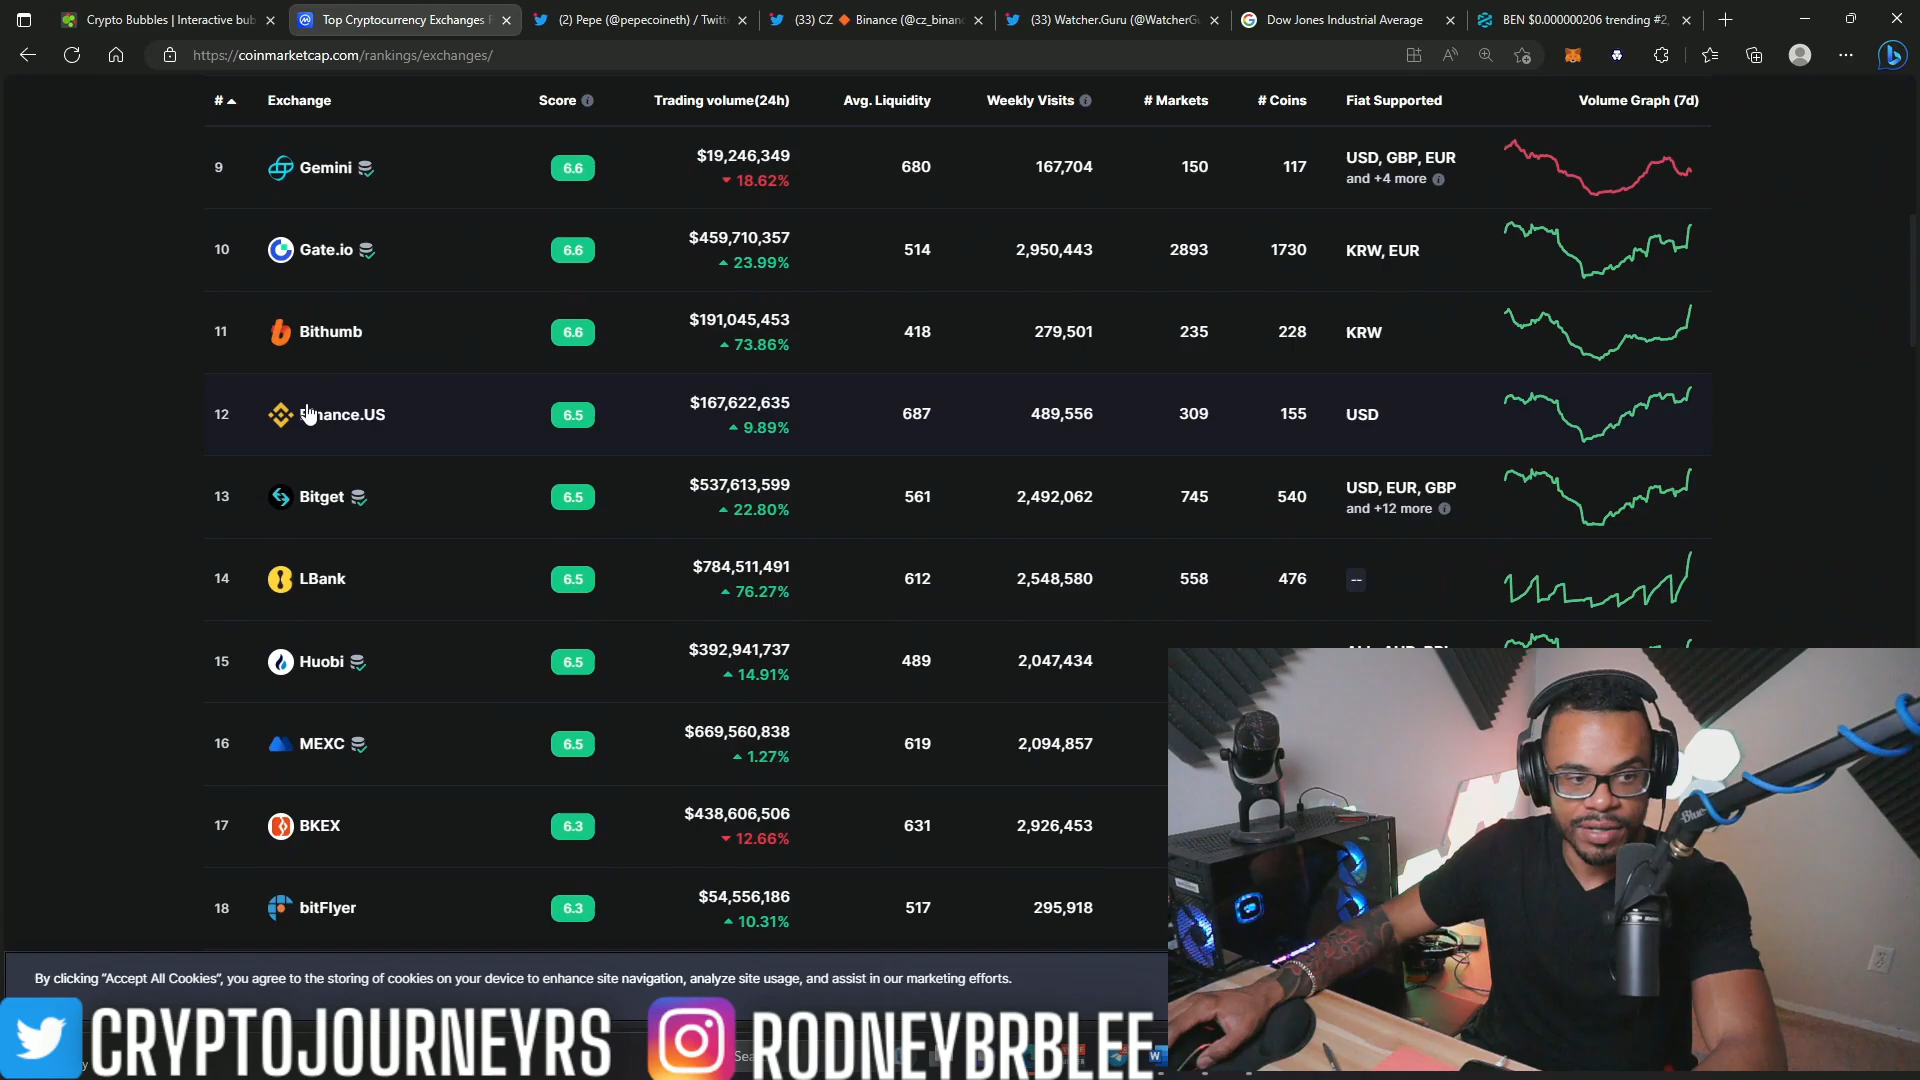 Crypto Bubbles | Interactive bub
Top Cryptocurrency Exchanges R
(2) Pepe (@pepecoineth) / Twitt
(33) CZ 🔶 Binance (@cz_binanc
(33) Watcher.Guru (@WatcherGu
Dow Jones Industrial Average
BEN $0.000000206 trending #2,
https://coinmarketcap.com/rankings/exchanges/
# Exchange Score Trading volume(24h) Avg. Liquidity Weekly Visits # Markets # Coins Fiat Supported Volume Graph (7d)
9 Gemini 6.6 $19,246,349 680 167,704 150 117 USD, GBP, EUR
18.62% and +4 more
10 Gate.io 6.6 $459,710,357 514 2,950,443 2893 1730 KRW, EUR
23.99%
11 Bithumb 6.6 $191,045,453 418 279,501 235 228 KRW
73.86%
12 Binance.US 6.5 $167,622,635 687 489,556 309 155 USD
9.89%
13 Bitget 6.5 $537,613,599 561 2,492,062 745 540 USD, EUR, GBP
22.80% and +12 more
14 LBank 6.5 $784,511,491 612 2,548,580 558 476 --
76.27%
15 Huobi 6.5 $392,941,737 489 2,047,434
14.91%
16 MEXC 6.5 $669,560,838 619 2,094,857
1.27%
17 BKEX 6.3 $438,606,506 631 2,926,453
12.66%
18 bitFlyer 6.3 $54,556,186 517 295,918
10.31%
By clicking “Accept All Cookies”, you agree to the storing of cookies on your device to enhance site navigation, analyze site usage, and assist in our marketing efforts.
CRYPTOJOURNEYRS
RODNEYBRBLEE
Sea
Blue